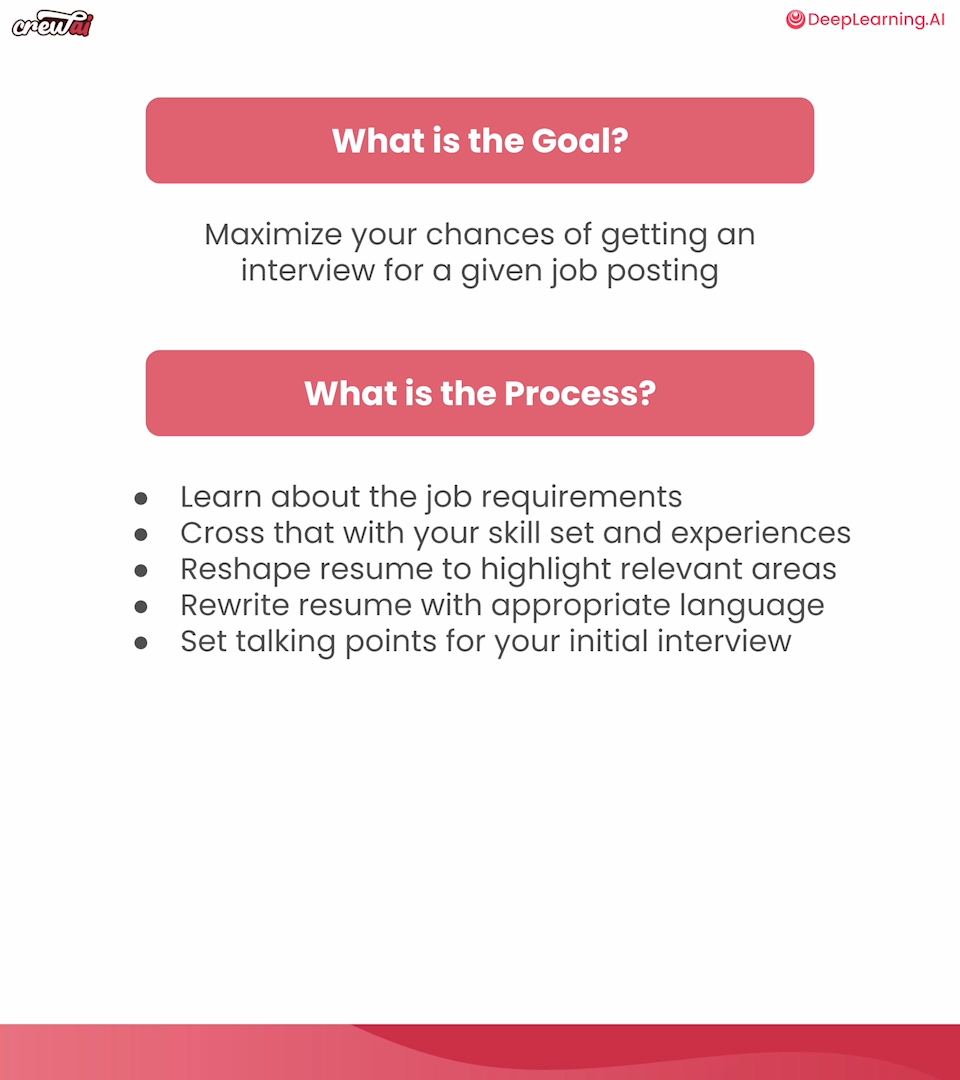 crewai
DeepLearning.AI
What is the Goal?
Maximize your chances of getting an
interview for a given job posting
What is the Process?
● Learn about the job requirements
● Cross that with your skill set and experiences
● Reshape resume to highlight relevant areas
● Rewrite resume with appropriate language
● Set talking points for your initial interview